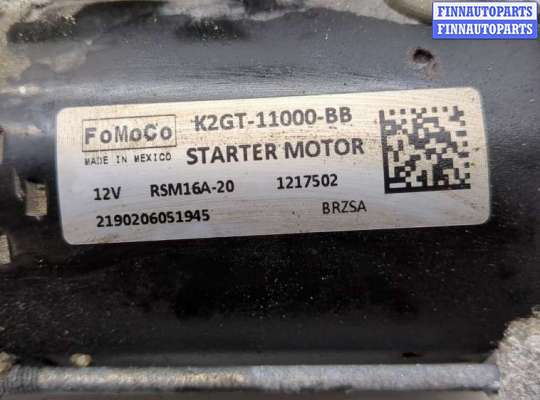 FINNAUTOPARTS
FINNAUTOPARTS
FoMoCo
K2GT-11000-BB
MADE IN MEXICO
STARTER MOTOR
12V RSM16A-20 1217502
2190206051945 BRZSA